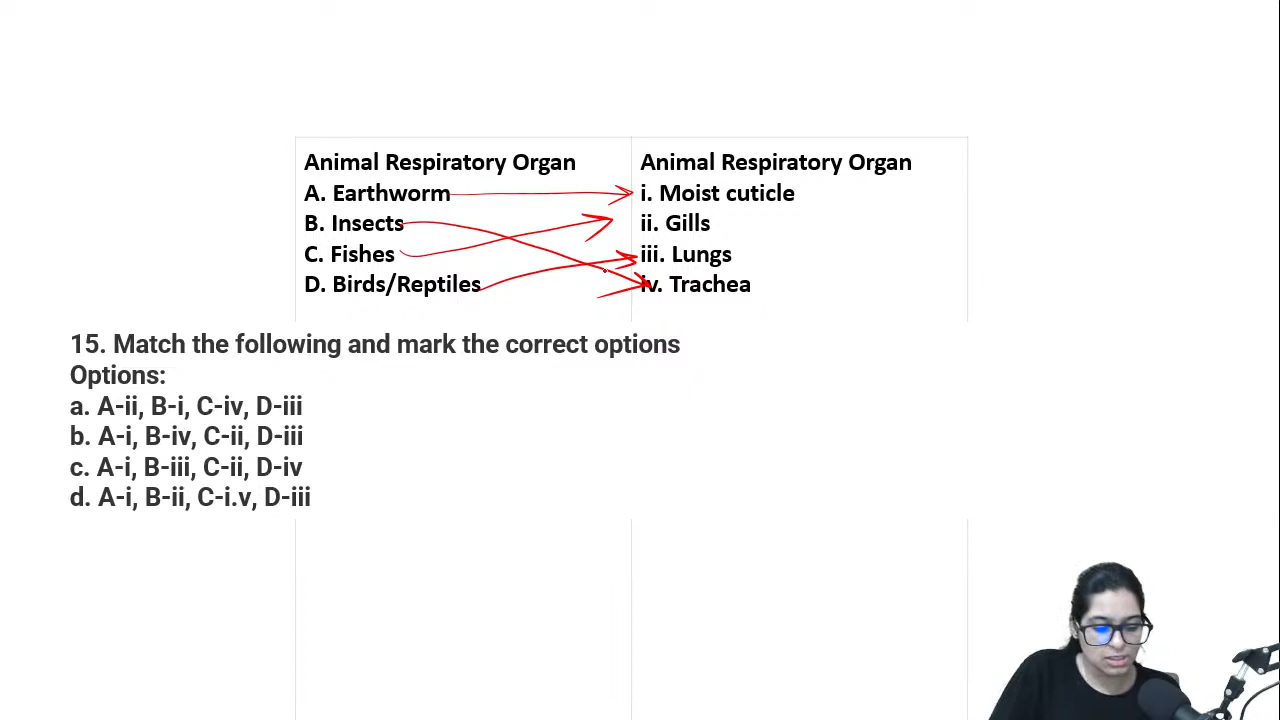 Animal Respiratory Organ
A. Earthworm
B. Insects
C. Fishes
D. Birds/Reptiles
Animal Respiratory Organ
i. Moist cuticle
ii. Gills
iii. Lungs
iv. Trachea
15. Match the following and mark the correct options
Options:
a. A-ii, B-i, C-iv, D-iii
b. A-i, B-iv, C-ii, D-iii
c. A-i, B-iii, C-ii, D-iv
d. A-i, B-ii, C-i.v, D-iii